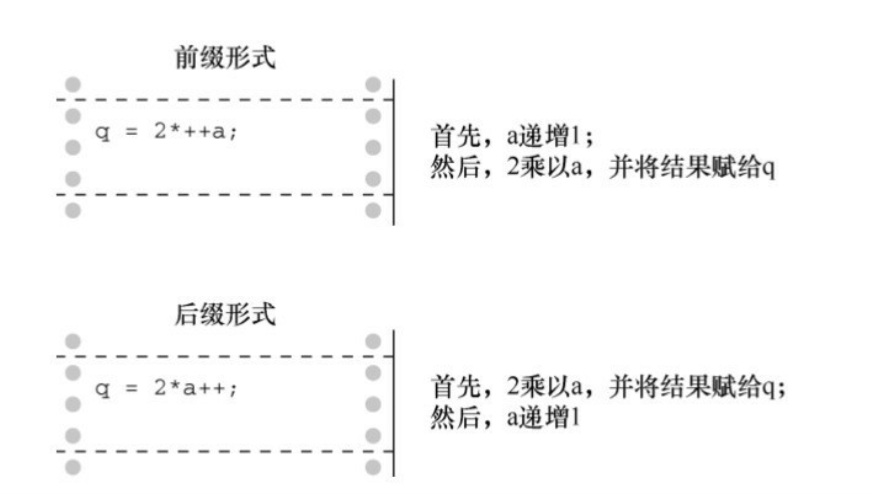 前缀形式
q = 2*++a;
首先，a递增1；
然后，2乘以a，并将结果赋给q
后缀形式
q = 2*a++;
首先，2乘以a，并将结果赋给q；
然后，a递增1